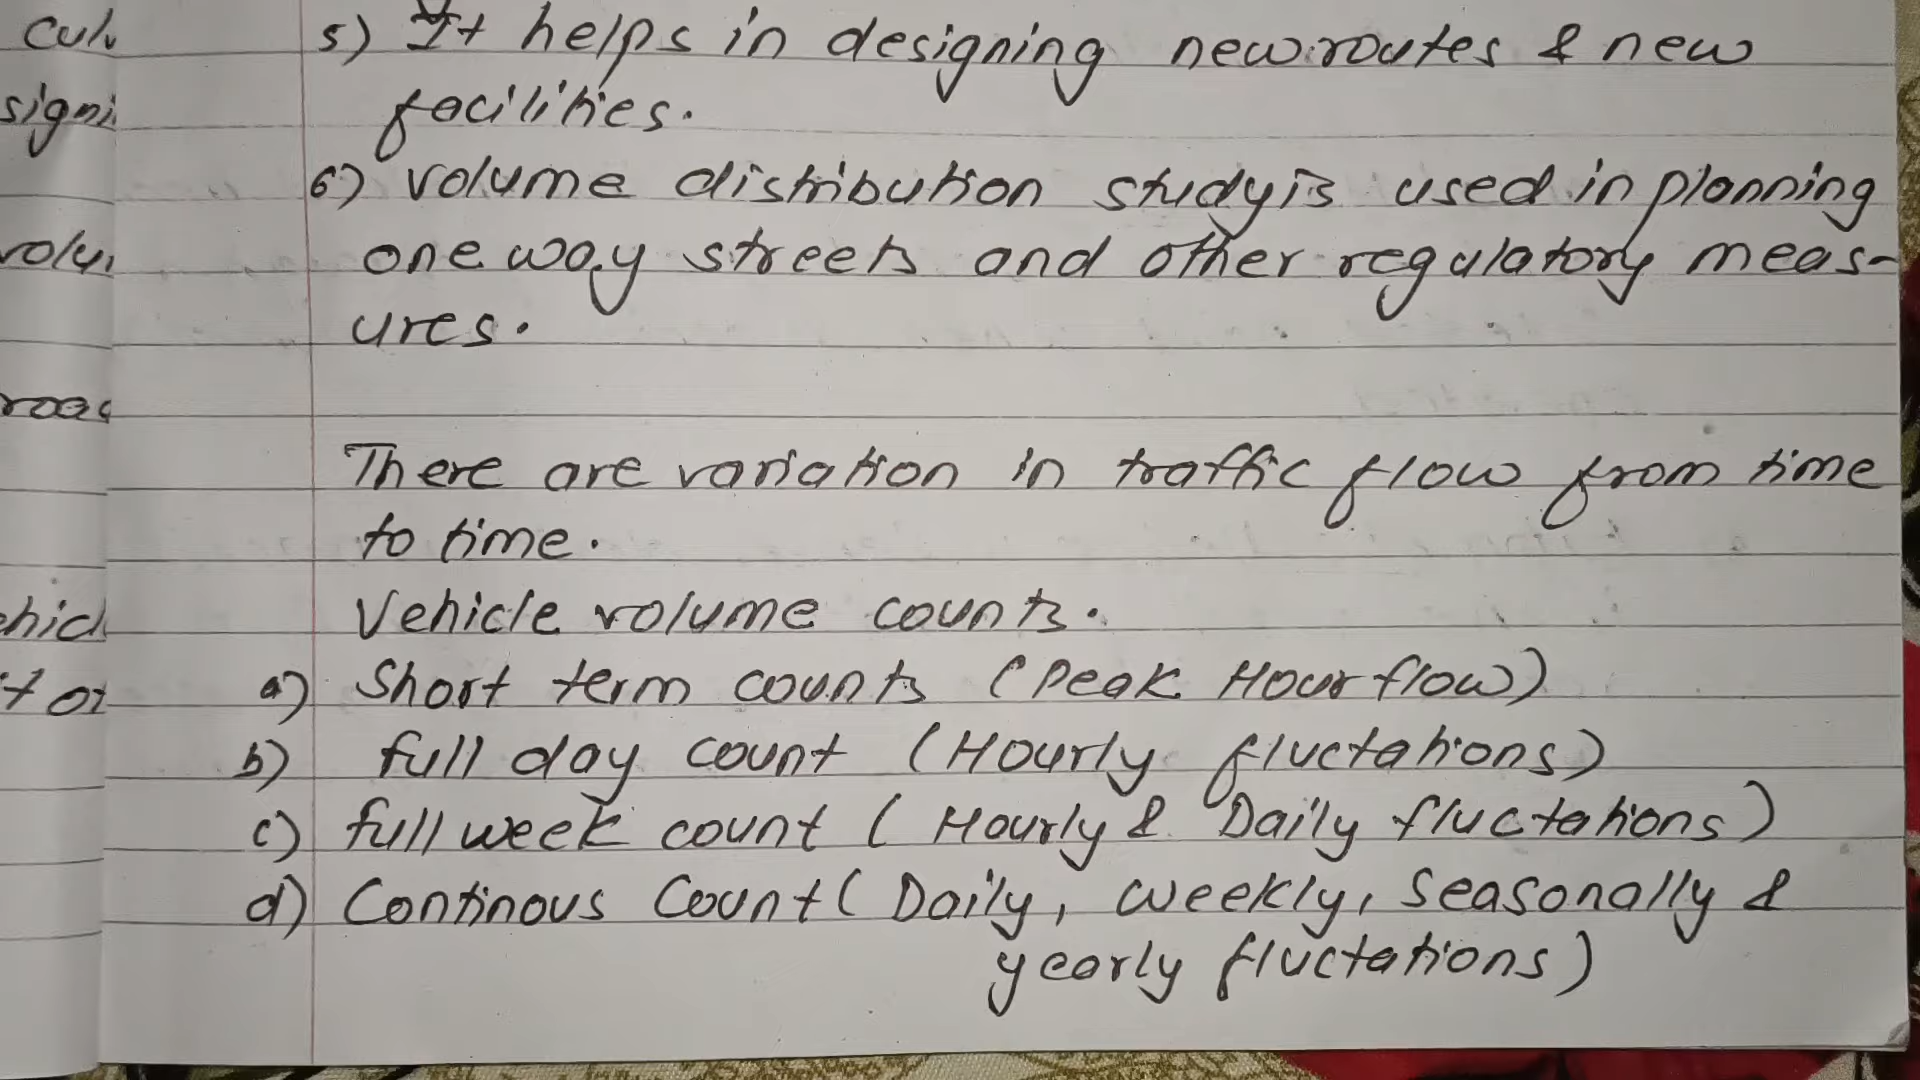 5) It helps in designing new routes & new
facilities.
6) volume distribution study is used in planning
one way streets and other regulatory meas-
ures.
There are variation in traffic flow from time
to time.
Vehicle volume counts.
a) Short term counts (Peak Hour flow)
b) full day count (Hourly fluctations)
c) full week count ( Hourly & Daily fluctations)
d) Continous Count ( Daily, weekly, Seasonally &
yearly fluctations)